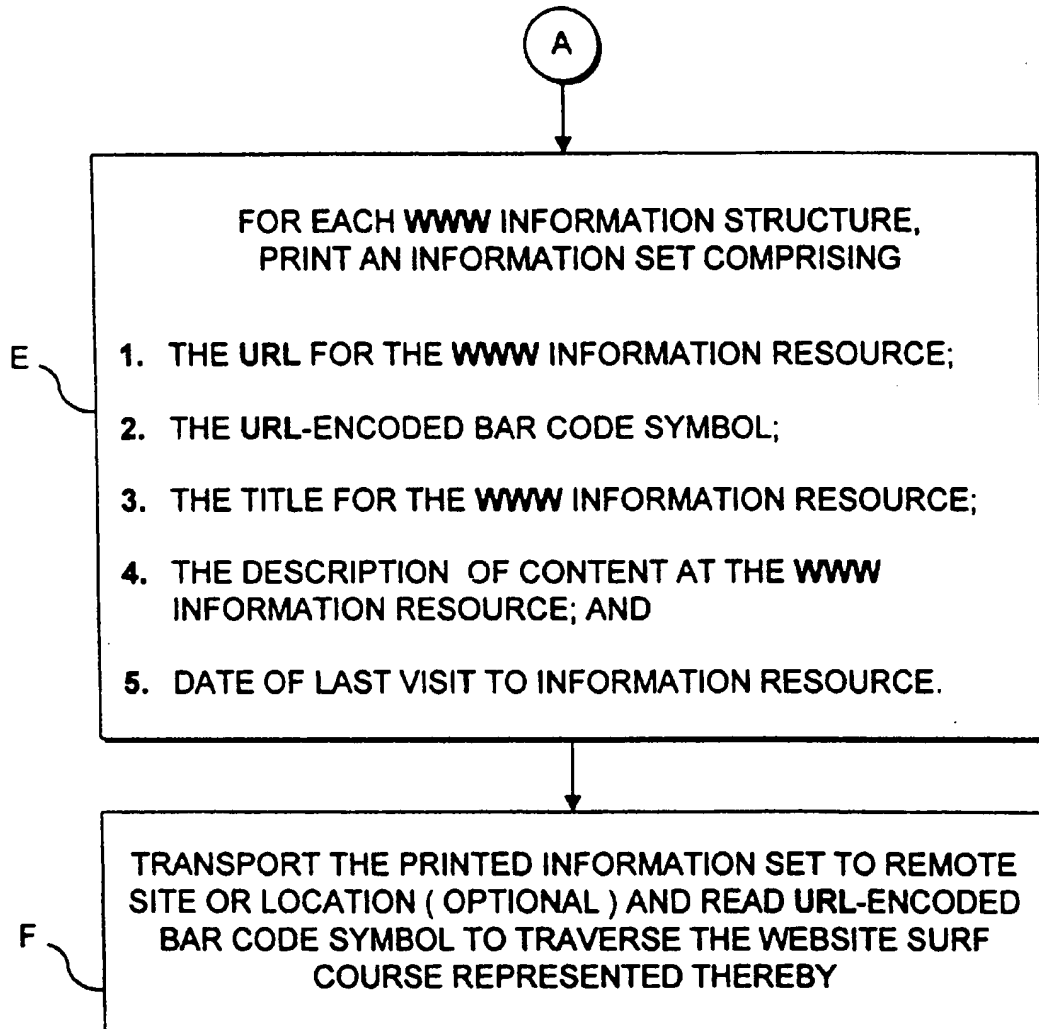 A
FOR EACH WWW INFORMATION STRUCTURE,
PRINT AN INFORMATION SET COMPRISING
E
1. THE URL FOR THE WWW INFORMATION RESOURCE;
2. THE URL-ENCODED BAR CODE SYMBOL;
3. THE TITLE FOR THE WWW INFORMATION RESOURCE;
4. THE DESCRIPTION OF CONTENT AT THE WWW
INFORMATION RESOURCE; AND
5. DATE OF LAST VISIT TO INFORMATION RESOURCE.
TRANSPORT THE PRINTED INFORMATION SET TO REMOTE
SITE OR LOCATION ( OPTIONAL ) AND READ URL-ENCODED
F
BAR CODE SYMBOL TO TRAVERSE THE WEBSITE SURF
COURSE REPRESENTED THEREBY